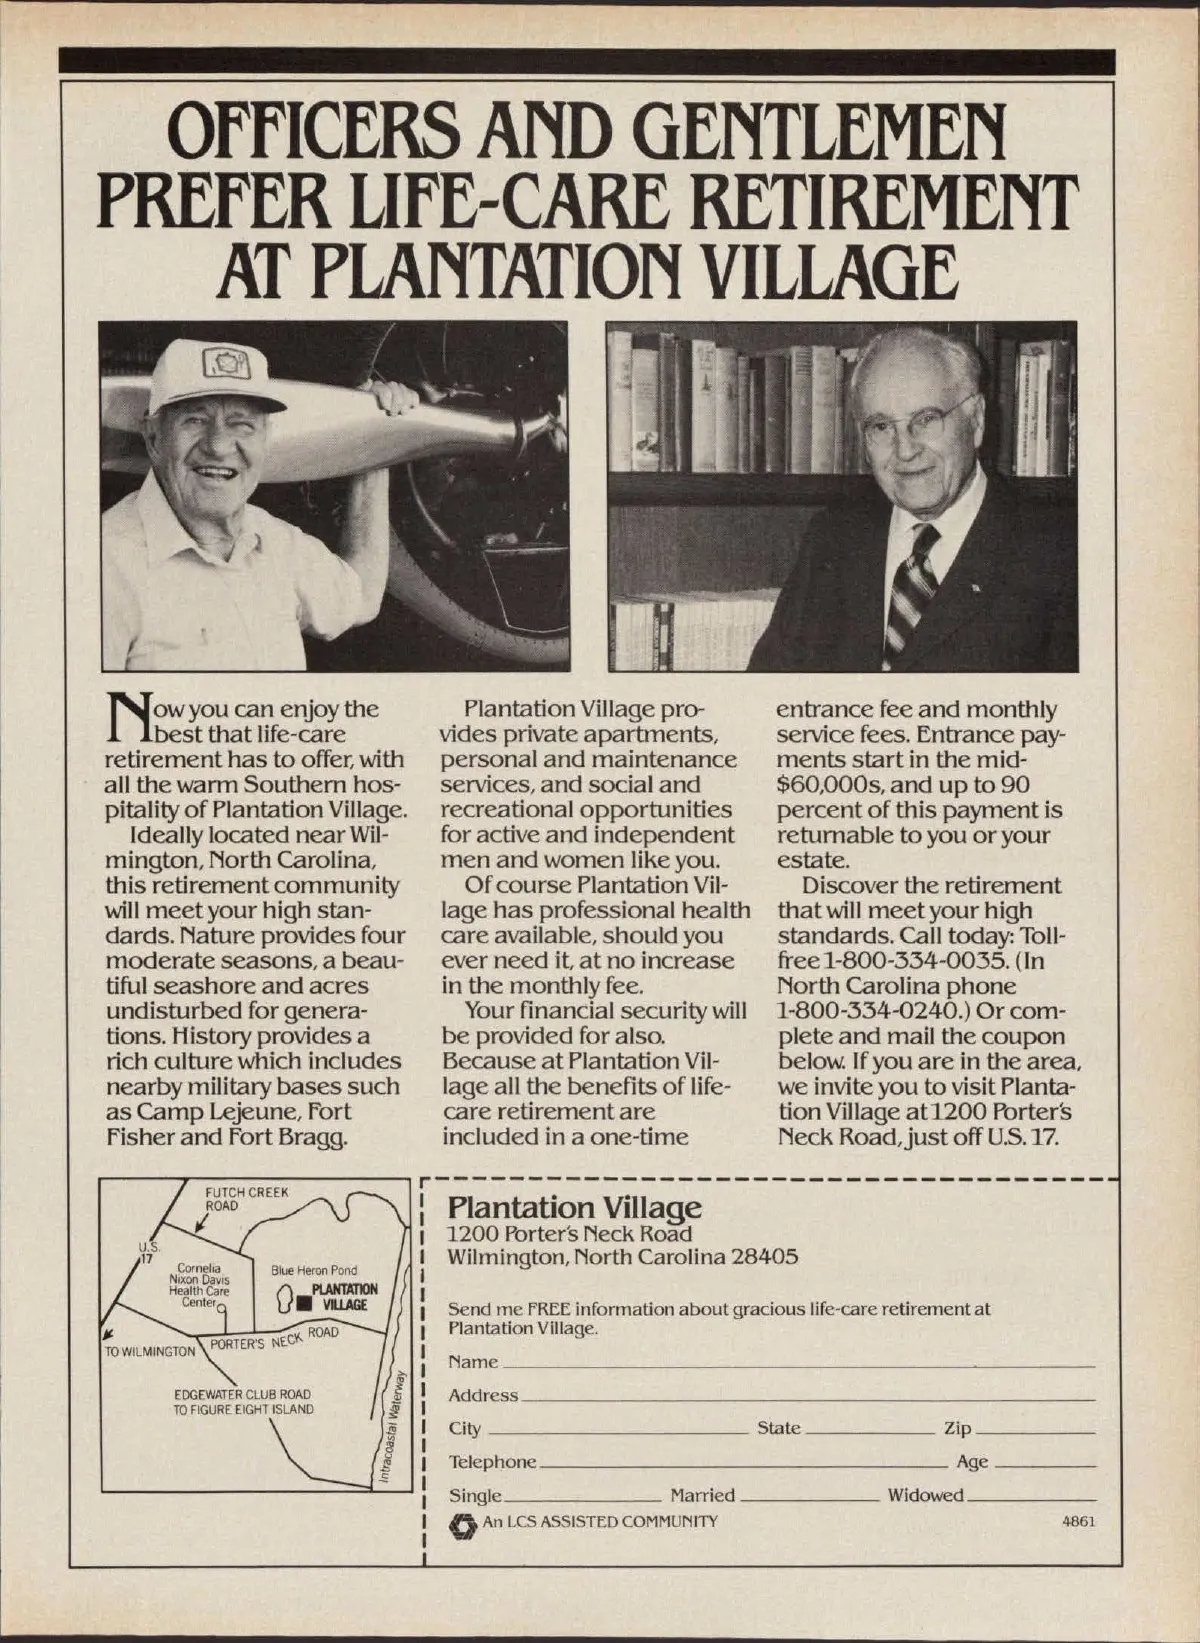 OFFICERS AND GENTLEMEN
PREFER LIFE-CARE RETIREMENT
AT PLANTATION VILLAGE
Now you can enjoy the
best that life-care
retirement has to offer, with
all the warm Southern hos-
pitality of Plantation Village.
Ideally located near Wil-
mington, North Carolina,
this retirement community
will meet your high stan-
dards. Nature provides four
moderate seasons, a beau-
tiful seashore and acres
undisturbed for genera-
tions. History provides a
rich culture which includes
nearby military bases such
as Camp Lejeune, Fort
Fisher and Fort Bragg.
Plantation Village pro-
vides private apartments,
personal and maintenance
services, and social and
recreational opportunities
for active and independent
men and women like you.
Of course Plantation Vil-
lage has professional health
care available, should you
ever need it, at no increase
in the monthly fee.
Your financial security will
be provided for also.
Because at Plantation Vil-
lage all the benefits of life-
care retirement are
included in a one-time
entrance fee and monthly
service fees. Entrance pay-
ments start in the mid-
$60,000s, and up to 90
percent of this payment is
returnable to you or your
estate.
Discover the retirement
that will meet your high
standards. Call today: Toll-
free 1-800-334-0035. (In
North Carolina phone
1-800-334-0240.) Or com-
plete and mail the coupon
below. If you are in the area,
we invite you to visit Planta-
tion Village at 1200 Porter's
Neck Road, just off U.S. 17.
FUTCH CREEK
ROAD
U.S.
17
Cornelia
Nixon Davis
Health Care
Center
Blue Heron Pond
PLANTATION
VILLAGE
TO WILMINGTON
PORTER'S NECK ROAD
EDGEWATER CLUB ROAD
TO FIGURE EIGHT ISLAND
Intracoastal Waterway
Plantation Village
1200 Porter's Neck Road
Wilmington, North Carolina 28405
Send me FREE information about gracious life-care retirement at
Plantation Village.
Name
Address
City State Zip
Telephone Age
Single Married Widowed
An LCS ASSISTED COMMUNITY 4861